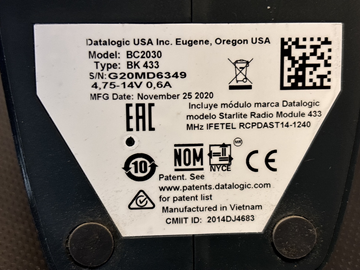 Datalogic USA Inc. Eugene, Oregon USA
Model: BC2030
Type: BK 433
S/N: G20MD6349
4,75-14V 0,6A
MFG Date: November 25 2020
Incluye módulo marca Datalogic
modelo Starlite Radio Module 433
MHz IFETEL RCPDAST14-1240
EAC
10
NOM
NYCE
CE
Patent. See
www.patents.datalogic.com
for patent list
Manufactured in Vietnam
CMIIT ID: 2014DJ4683